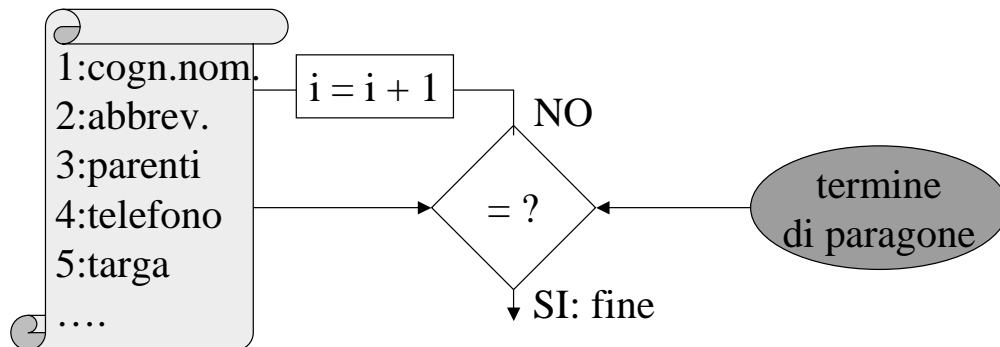 1:cogn.nom.
2:abbrev.
3:parenti
4:telefono
5:targa
….
i = i + 1
NO
= ?
SI: fine
termine
di paragone